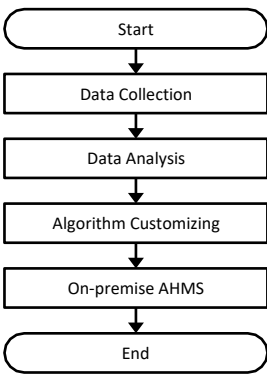 Start
Data Collection
Data Analysis
Algorithm Customizing
On-premise AHMS
End